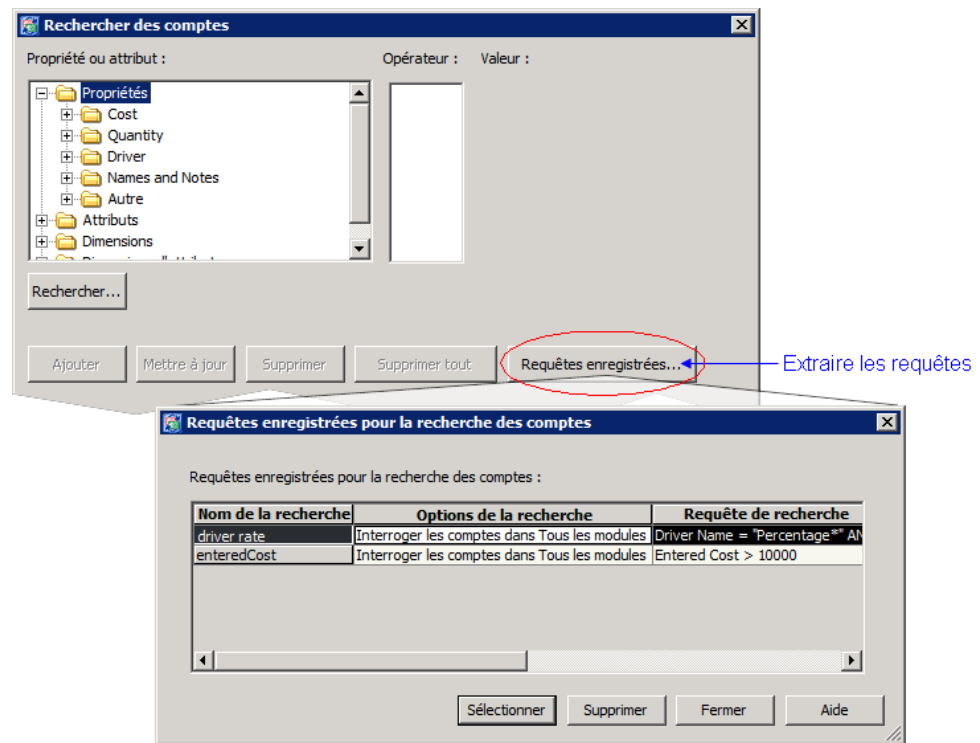 Rechercher des comptes
Propriété ou attribut :
Opérateur :
Valeur :
Propriétés
Cost
Quantity
Driver
Names and Notes
Autre
Attributs
Dimensions
Rechercher...
Ajouter
Mettre à jour
Supprimer
Supprimer tout
Requêtes enregistrées...
Extraire les requêtes
Requêtes enregistrées pour la recherche des comptes
Requêtes enregistrées pour la recherche des comptes :
Nom de la recherche Options de la recherche Requête de recherche
driver rate Interroger les comptes dans Tous les modules Driver Name = "Percentage*" AN
enteredCost Interroger les comptes dans Tous les modules Entered Cost > 10000
Sélectionner
Supprimer
Fermer
Aide